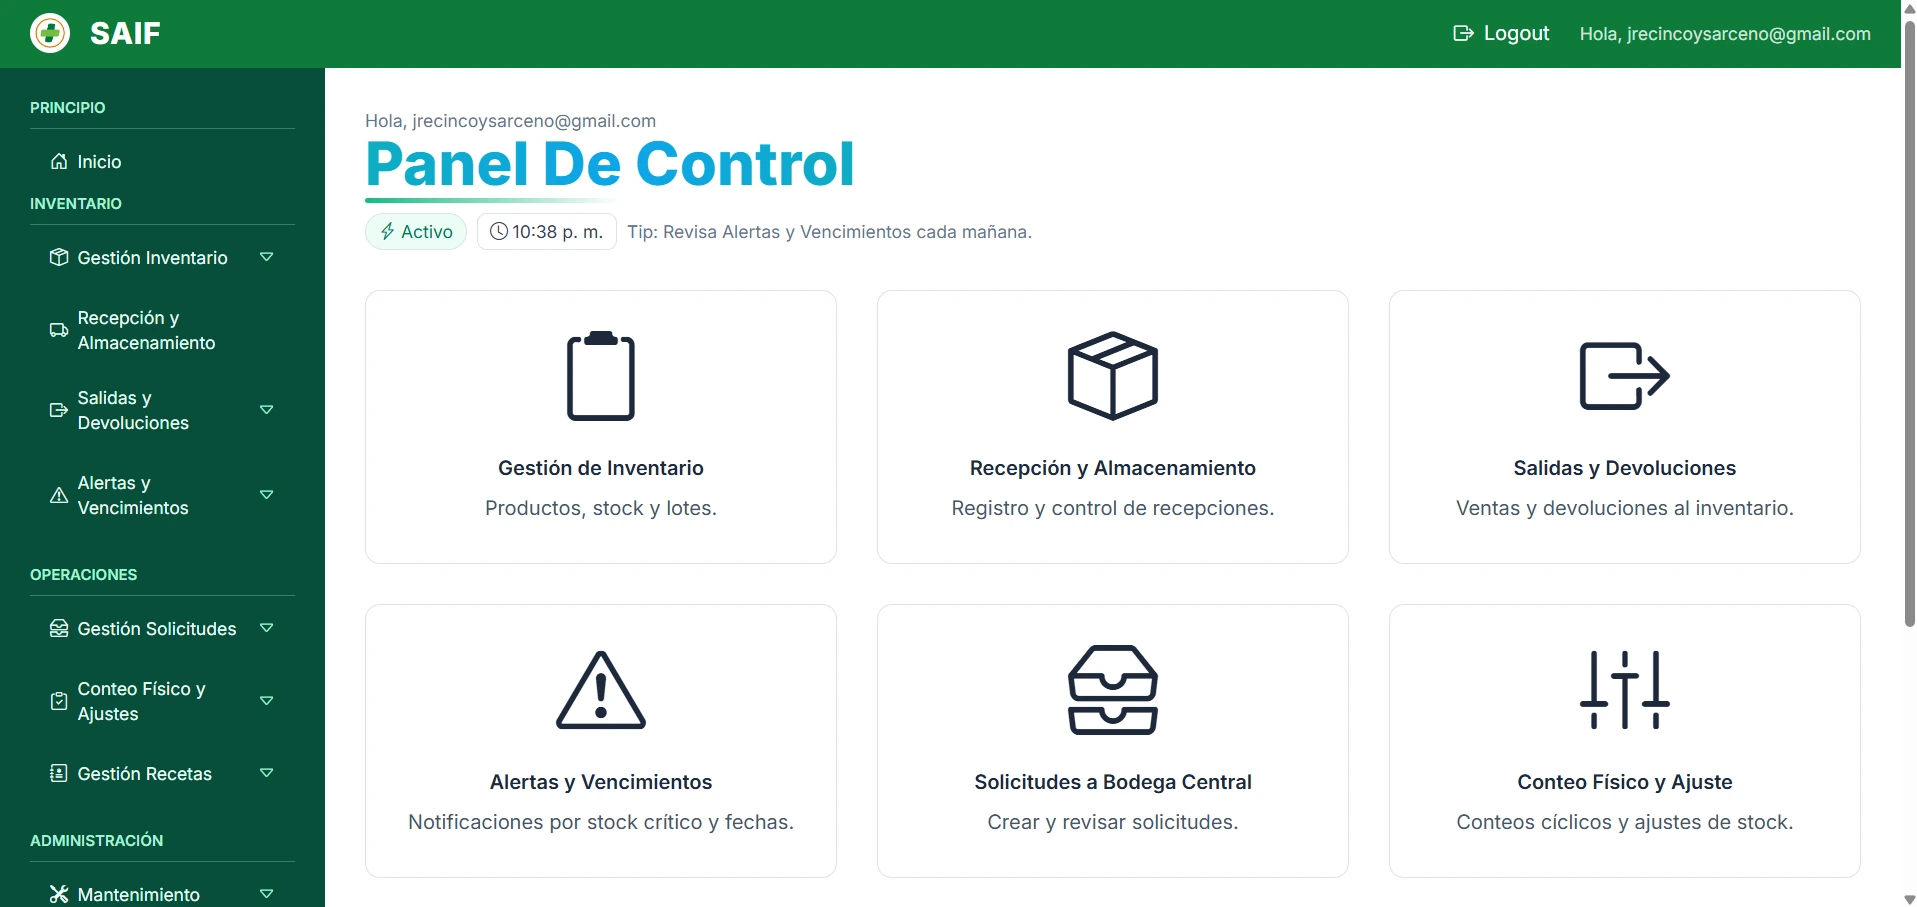 SAIF
Logout
Hola, jrecincoysarceno@gmail.com
PRINCIPIO
Inicio
INVENTARIO
Gestión Inventario
Recepción y
Almacenamiento
Salidas y
Devoluciones
Alertas y
Vencimientos
OPERACIONES
Gestión Solicitudes
Conteo Físico y
Ajustes
Gestión Recetas
ADMINISTRACIÓN
Mantenimiento
Hola, jrecincoysarceno@gmail.com
Panel De Control
Activo
10:38 p. m.
Tip: Revisa Alertas y Vencimientos cada mañana.
Gestión de Inventario
Productos, stock y lotes.
Recepción y Almacenamiento
Registro y control de recepciones.
Salidas y Devoluciones
Ventas y devoluciones al inventario.
Alertas y Vencimientos
Notificaciones por stock crítico y fechas.
Solicitudes a Bodega Central
Crear y revisar solicitudes.
Conteo Físico y Ajuste
Conteos cíclicos y ajustes de stock.